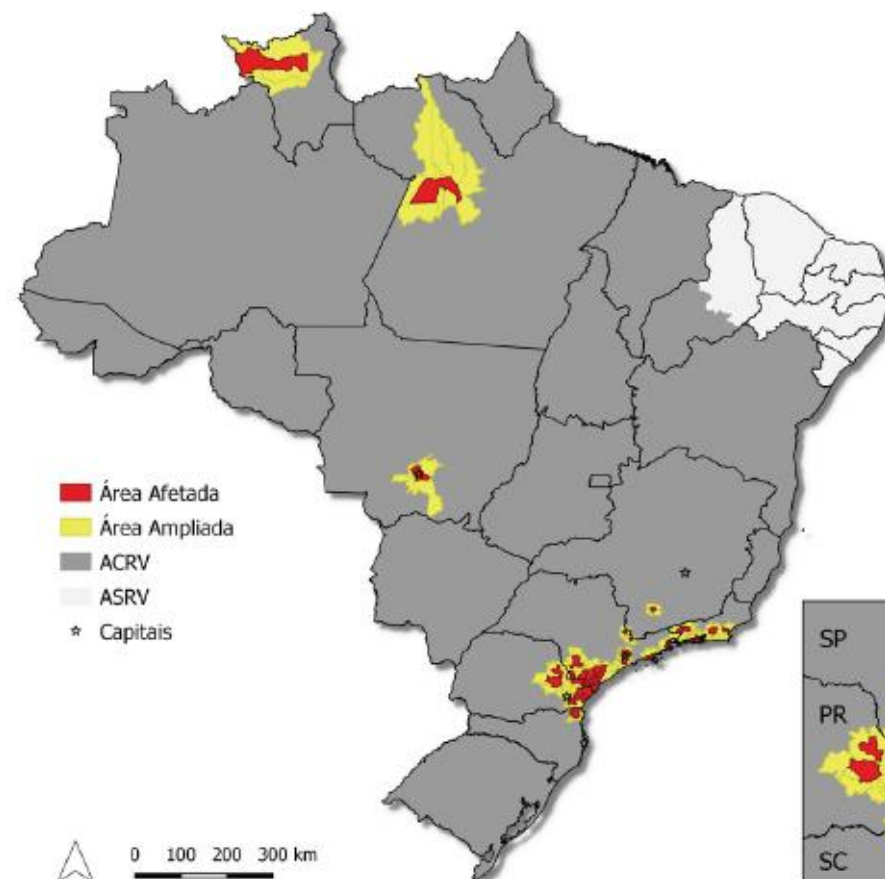 Área Afetada
Área Ampliada
ACRV
ASRV
Capitais
0 100 200 300 km
SP
PR
SC